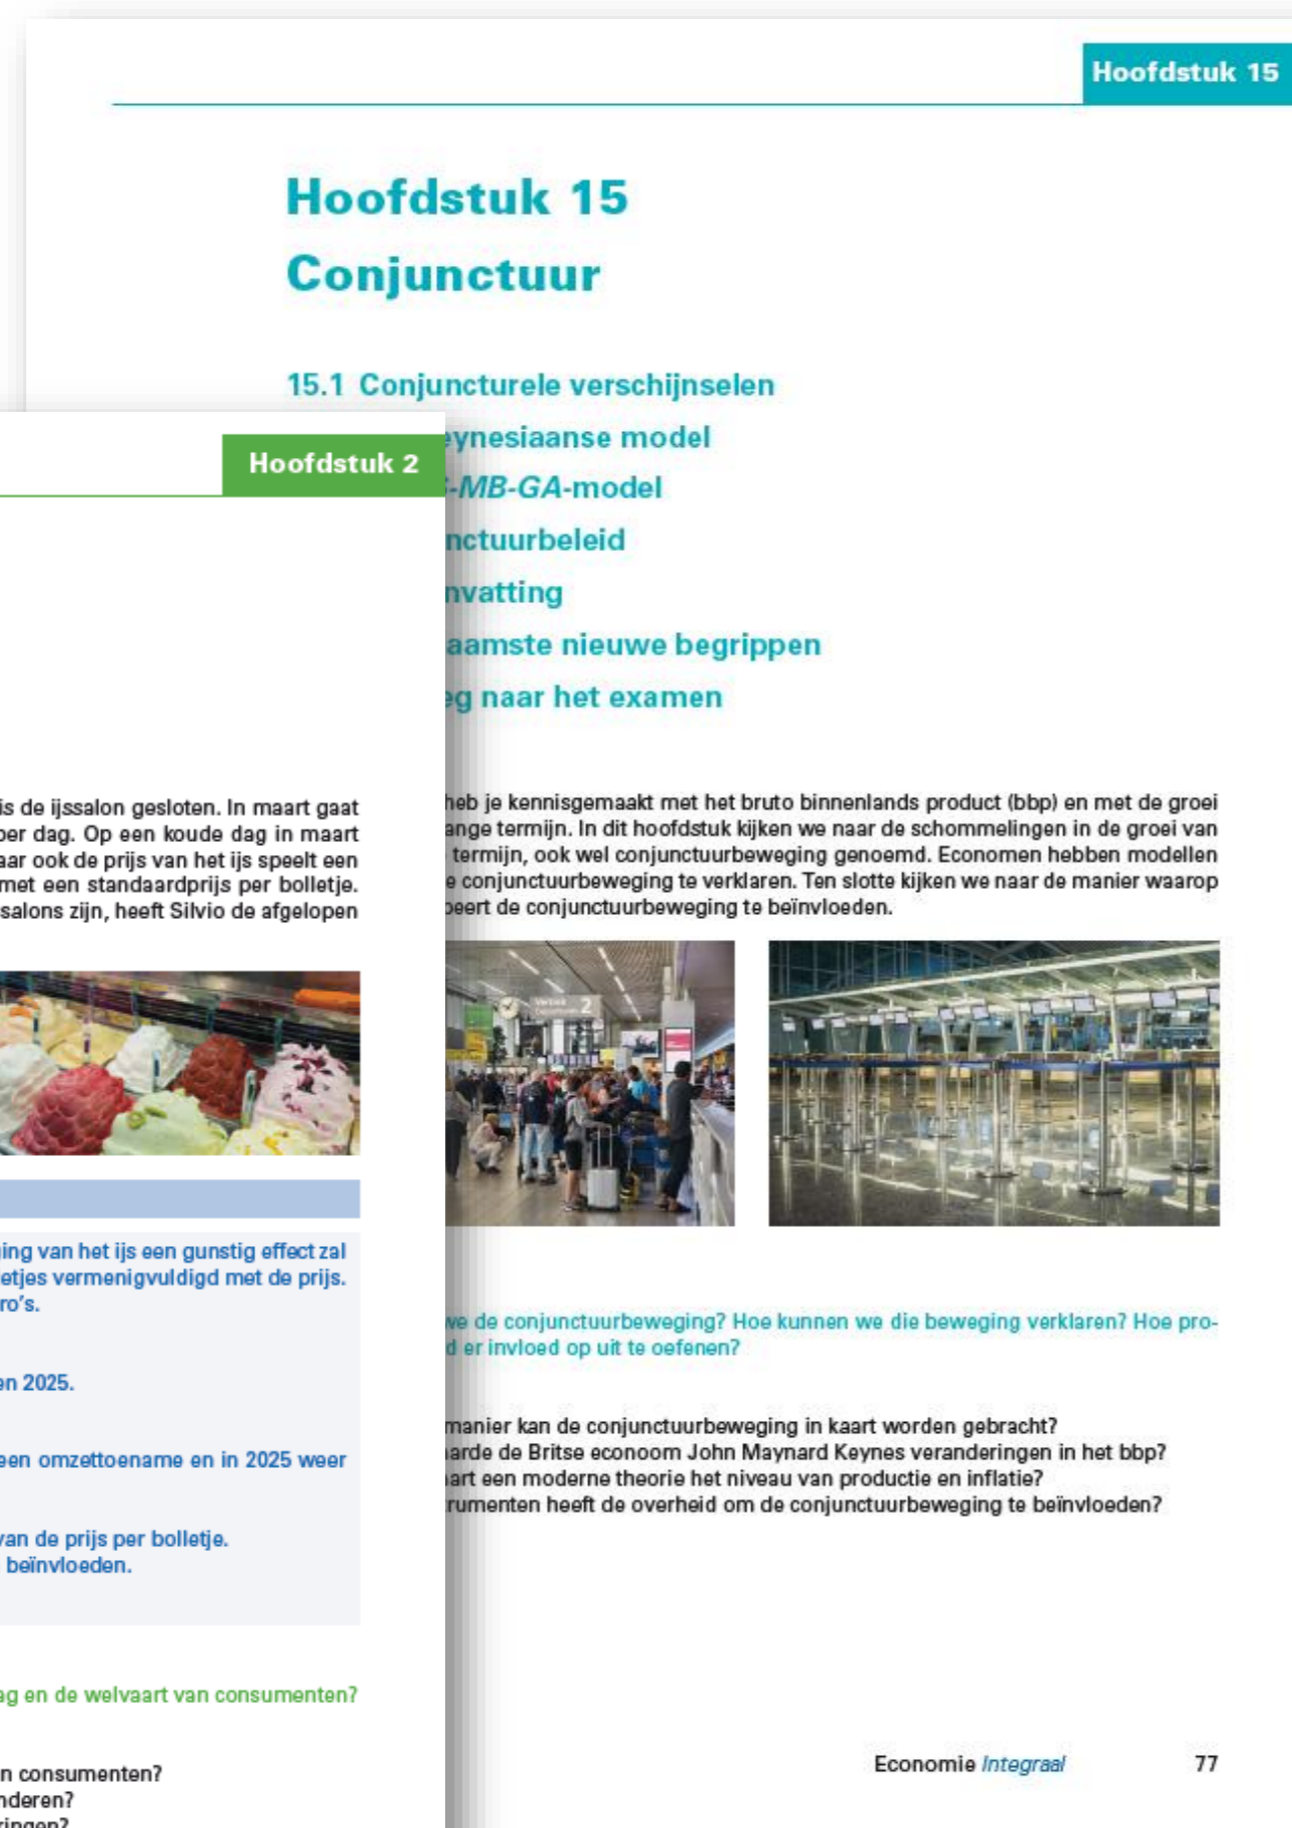 Hoofdstuk 15
Hoofdstuk 15
Conjunctuur
15.1 Conjuncturele verschijnselen
eynesiaanse model
-MB-GA-model
nctuurbeleid
nvatting
aamste nieuwe begrippen
eg naar het examen
heb je kennisgemaakt met het bruto binnenlands product (bbp) en met de groei
ange termijn. In dit hoofdstuk kijken we naar de schommelingen in de groei van
termijn, ook wel conjunctuurbeweging genoemd. Economen hebben modellen
e conjunctuurbeweging te verklaren. Ten slotte kijken we naar de manier waarop
beert de conjunctuurbeweging te beïnvloeden.
2
we de conjunctuurbeweging? Hoe kunnen we die beweging verklaren? Hoe pro-
d er invloed op uit te oefenen?
manier kan de conjunctuurbeweging in kaart worden gebracht?
aarde de Britse econoom John Maynard Keynes veranderingen in het bbp?
aart een moderne theorie het niveau van productie en inflatie?
trumenten heeft de overheid om de conjunctuurbeweging te beïnvloeden?
Economie Integraal 77
Hoofdstuk 2
is de ijssalon gesloten. In maart gaat
per dag. Op een koude dag in maart
aar ook de prijs van het ijs speelt een
met een standaardprijs per bolletje.
salons zijn, heeft Silvio de afgelopen
ing van het ijs een gunstig effect zal
etjes vermenigvuldigd met de prijs.
ro's.
en 2025.
een omzettoename en in 2025 weer
van de prijs per bolletje.
beïnvloeden.
ag en de welvaart van consumenten?
n consumenten?
nderen?
ringen?